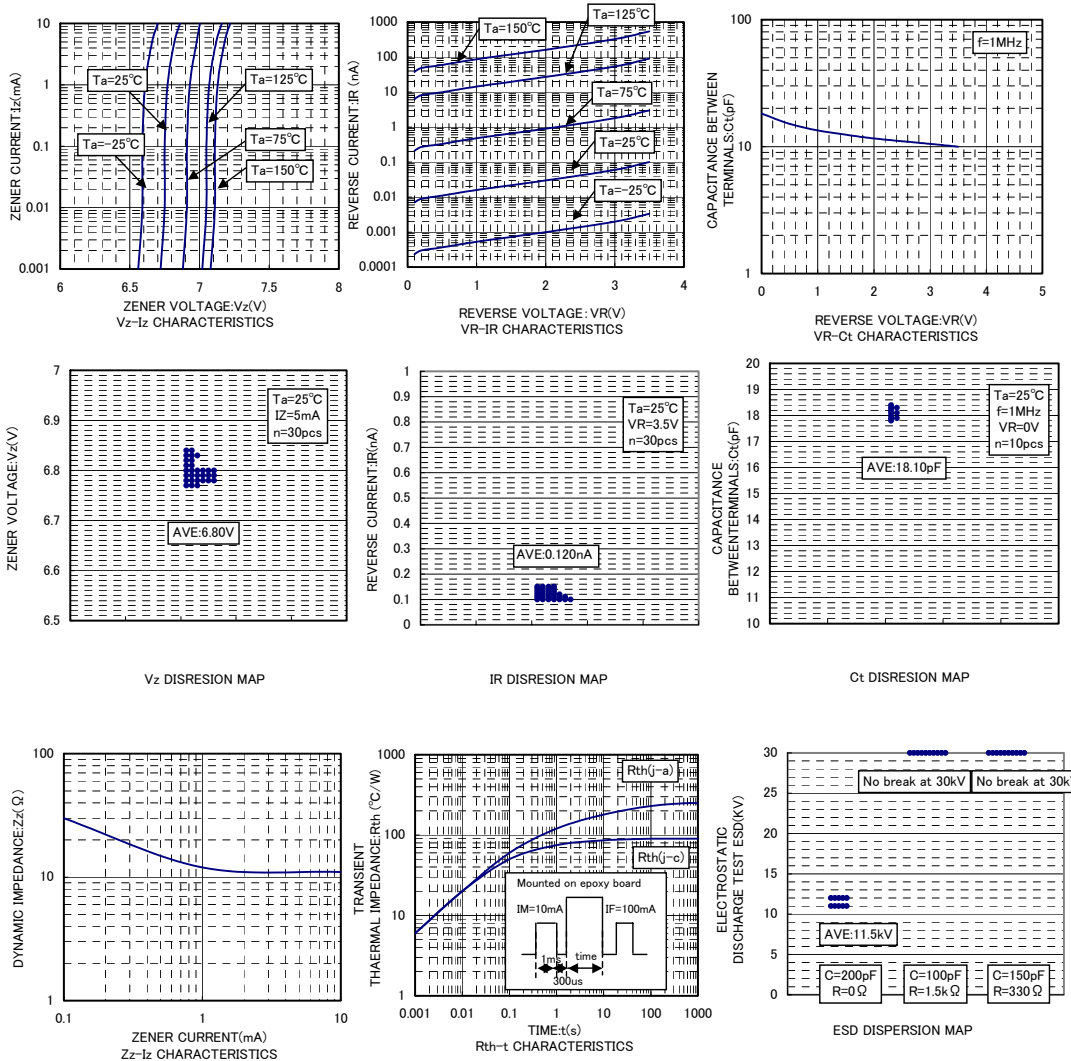 ZENER CURRENT:Iz(mA)
10
1
0.1
0.01
0.001
Ta=25℃
Ta=-25℃
Ta=125℃
Ta=75℃
Ta=150℃
6
6.5
7
7.5
8
ZENER VOLTAGE:Vz(V)
Vz-Iz CHARACTERISTICS
REVERSE CURRENT:IR (nA)
1000
100
10
1
0.1
0.01
0.001
0.0001
Ta=150℃
Ta=125℃
Ta=75℃
Ta=25℃
Ta=-25℃
0
1
2
3
4
REVERSE VOLTAGE:VR(V)
VR-IR CHARACTERISTICS
CAPACITANCE BETWEEN
TERMINALS:Ct(pF)
100
10
1
f=1MHz
0
1
2
3
4
5
REVERSE VOLTAGE:VR(V)
VR-Ct CHARACTERISTICS
ZENER VOLTAGE:Vz(V)
7
6.9
6.8
6.7
6.6
6.5
Ta=25℃
IZ=5mA
n=30pcs
AVE:6.80V
Vz DISRESION MAP
REVERSE CURRENT:IR(nA)
1
0.9
0.8
0.7
0.6
0.5
0.4
0.3
0.2
0.1
0
Ta=25℃
VR=3.5V
n=30pcs
AVE:0.120nA
IR DISRESION MAP
CAPACITANCE
BETWEENTERMINALS:Ct(pF)
20
19
18
17
16
15
14
13
12
11
10
Ta=25℃
f=1MHz
VR=0V
n=10pcs
AVE:18.10pF
Ct DISRESION MAP
DYNAMIC IMPEDANCE:Zz(Ω)
100
10
1
0.1
1
10
ZENER CURRENT(mA)
Zz-Iz CHARACTERISTICS
TRANSIENT
THAERMAL IMPEDANCE:Rth (℃/W)
1000
100
10
1
Rth(j-a)
Rth(j-c)
Mounted on epoxy board
IM=10mA
IF=100mA
1ms
time
300us
0.001
0.01
0.1
1
10
100
1000
TIME:t(s)
Rth-t CHARACTERISTICS
ELECTROSTATIC
DISCHARGE TEST ESD(KV)
30
25
20
15
10
5
0
No break at 30kV
No break at 30kV
AVE:11.5kV
C=200pF
R=0Ω
C=100pF
R=1.5kΩ
C=150pF
R=330Ω
ESD DISPERSION MAP